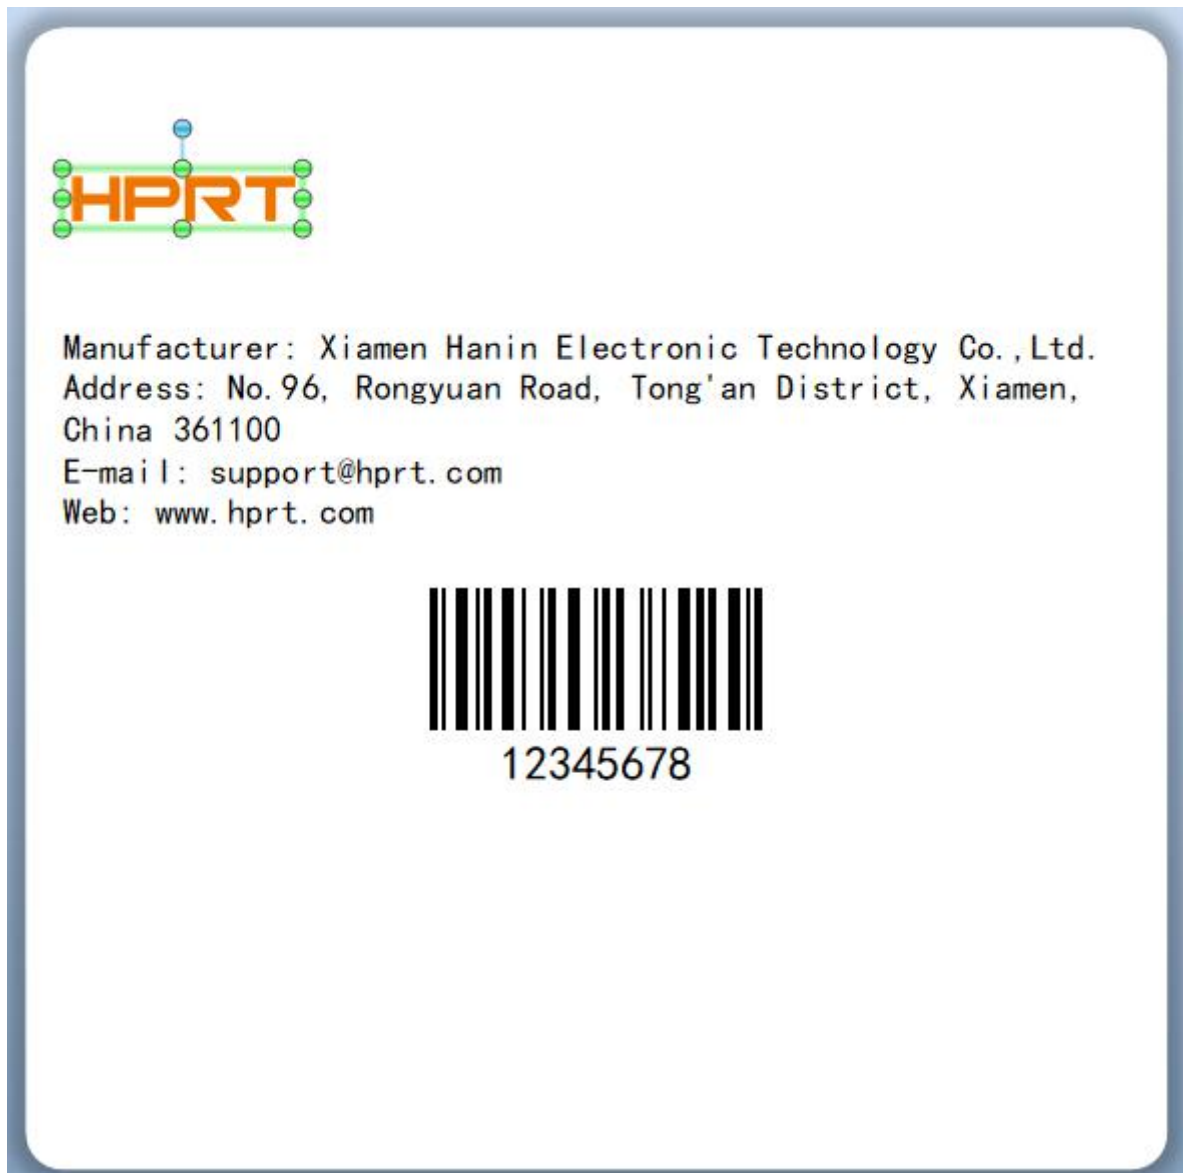 HPRT
Manufacturer: Xiamen Hanin Electronic Technology Co.,Ltd.
Address: No.96, Rongyuan Road, Tong'an District, Xiamen,
China 361100
E-mail: support@hprt.com
Web: www.hprt.com
12345678